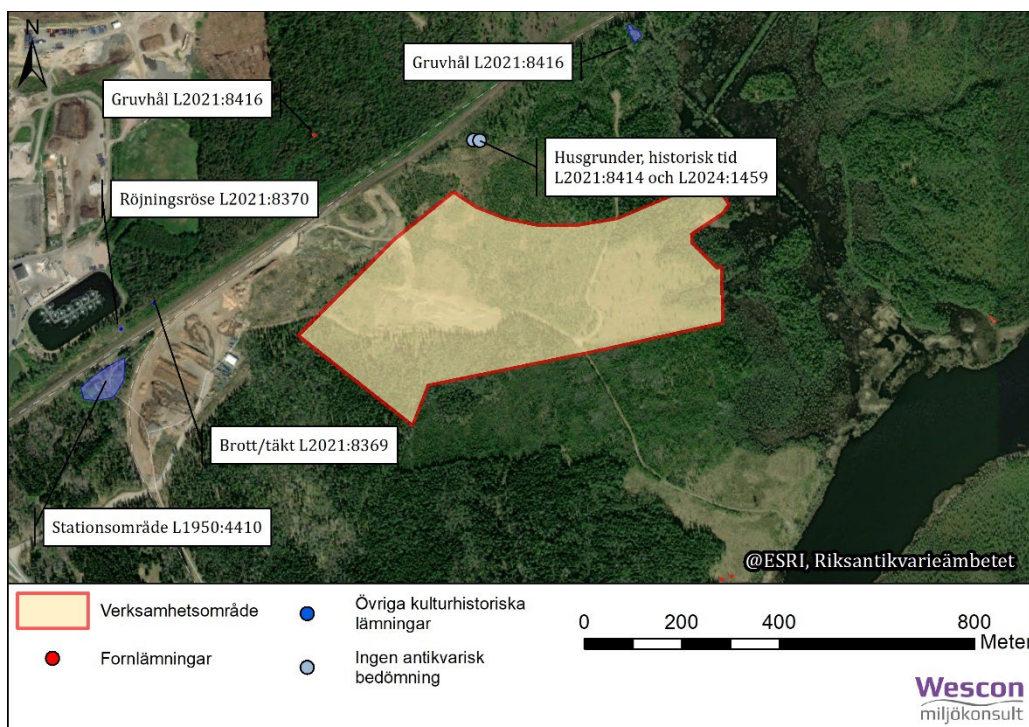 N
Gruvhål L2021:8416
Gruvhål L2021:8416
Husgrunder, historisk tid
L2021:8414 och L2024:1459
Röjningsröse L2021:8370
Brott/täkt L2021:8369
Stationsområde L1950:4410
@ESRI, Riksantikvarieämbetet
Verksamhetsområde
Fornlämningar
Övriga kulturhistoriska
lämningar
Ingen antikvarisk
bedömning
0 200 400 800
Meter
Wescon
miljökonsult